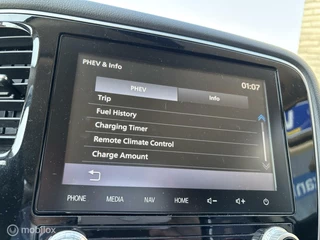 PHEV & Info
01:07
PHEV Info
Trip
Fuel History
Charging Timer
Remote Climate Control
Charge Amount
PHONE MEDIA NAV HOME
Marktplaats